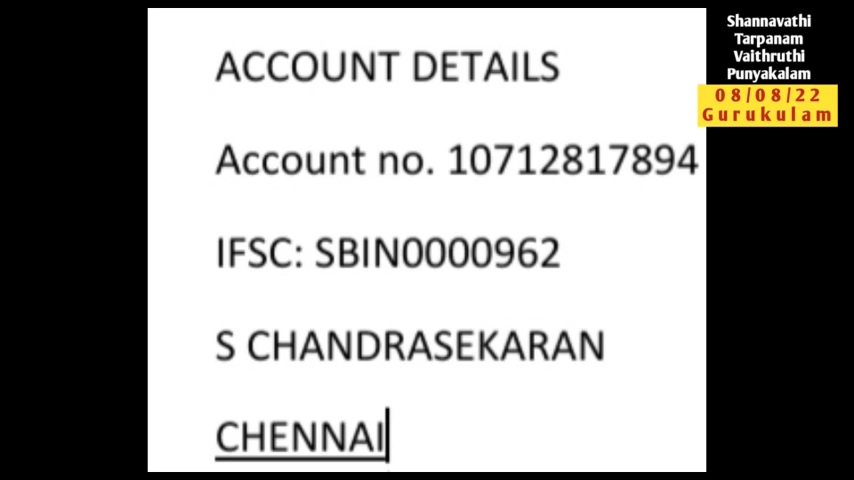 ACCOUNT DETAILS
Account no. 10712817894
IFSC: SBIN0000962
S CHANDRASEKARAN
CHENNAI
Shannavathi
Tarpanam
Vaithruthi
Punyakalam
08/08/22
Gurukulam